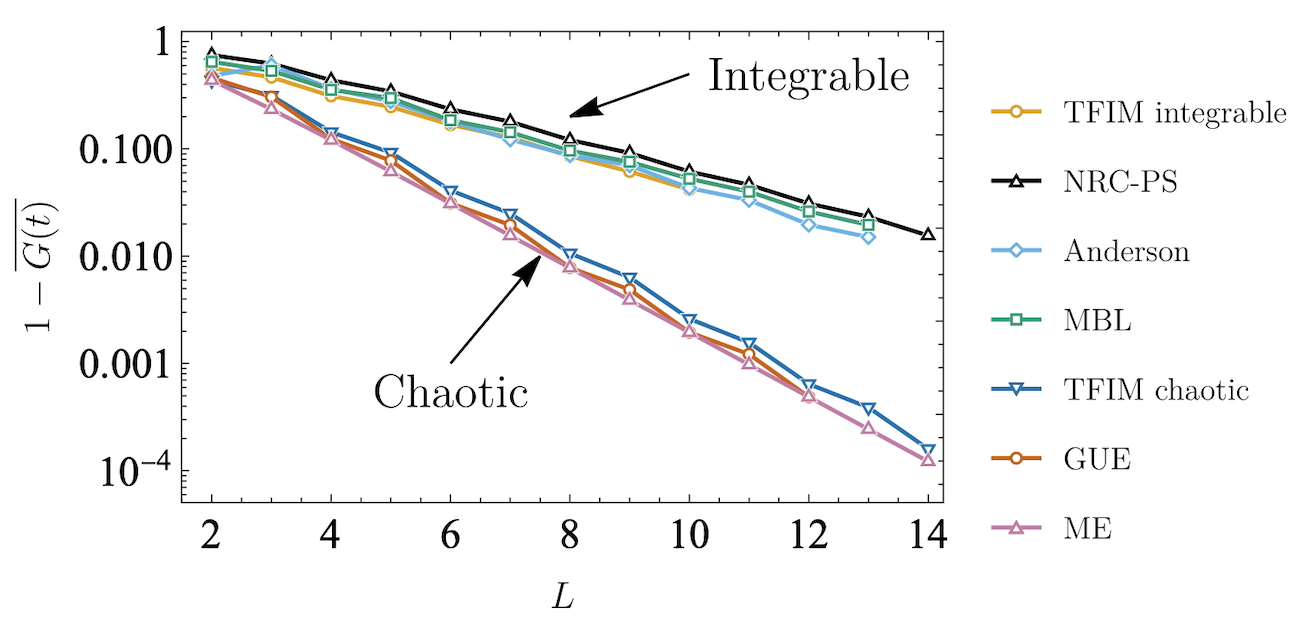 1
0.100
0.010
0.001
10⁻⁴
1 − G(t)
2 4 6 8 10 12 14
L
Integrable
Chaotic
TFIM integrable
NRC-PS
Anderson
MBL
TFIM chaotic
GUE
ME